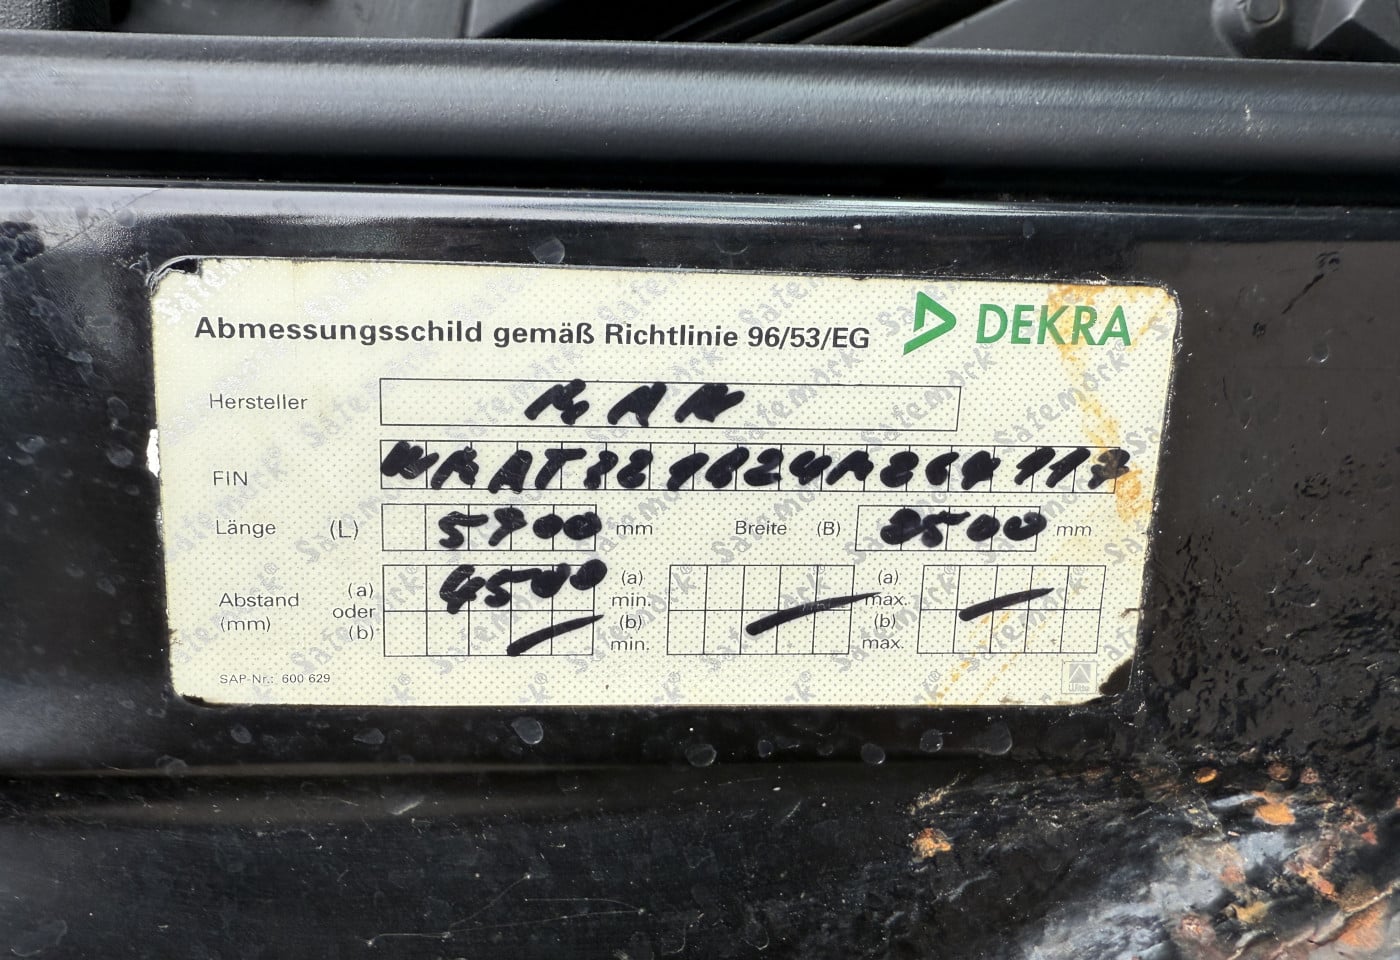 Abmessungsschild gemäß Richtlinie 96/53/EG DEKRA
Hersteller MAN
FIN
Länge (L) 5700 mm Breite (B) 2500 mm
(a) 4500 (a) (a)
Abstand oder min. max.
(mm) (b) (b) (b)
min. max.
SAP-Nr.: 600 629 Witte